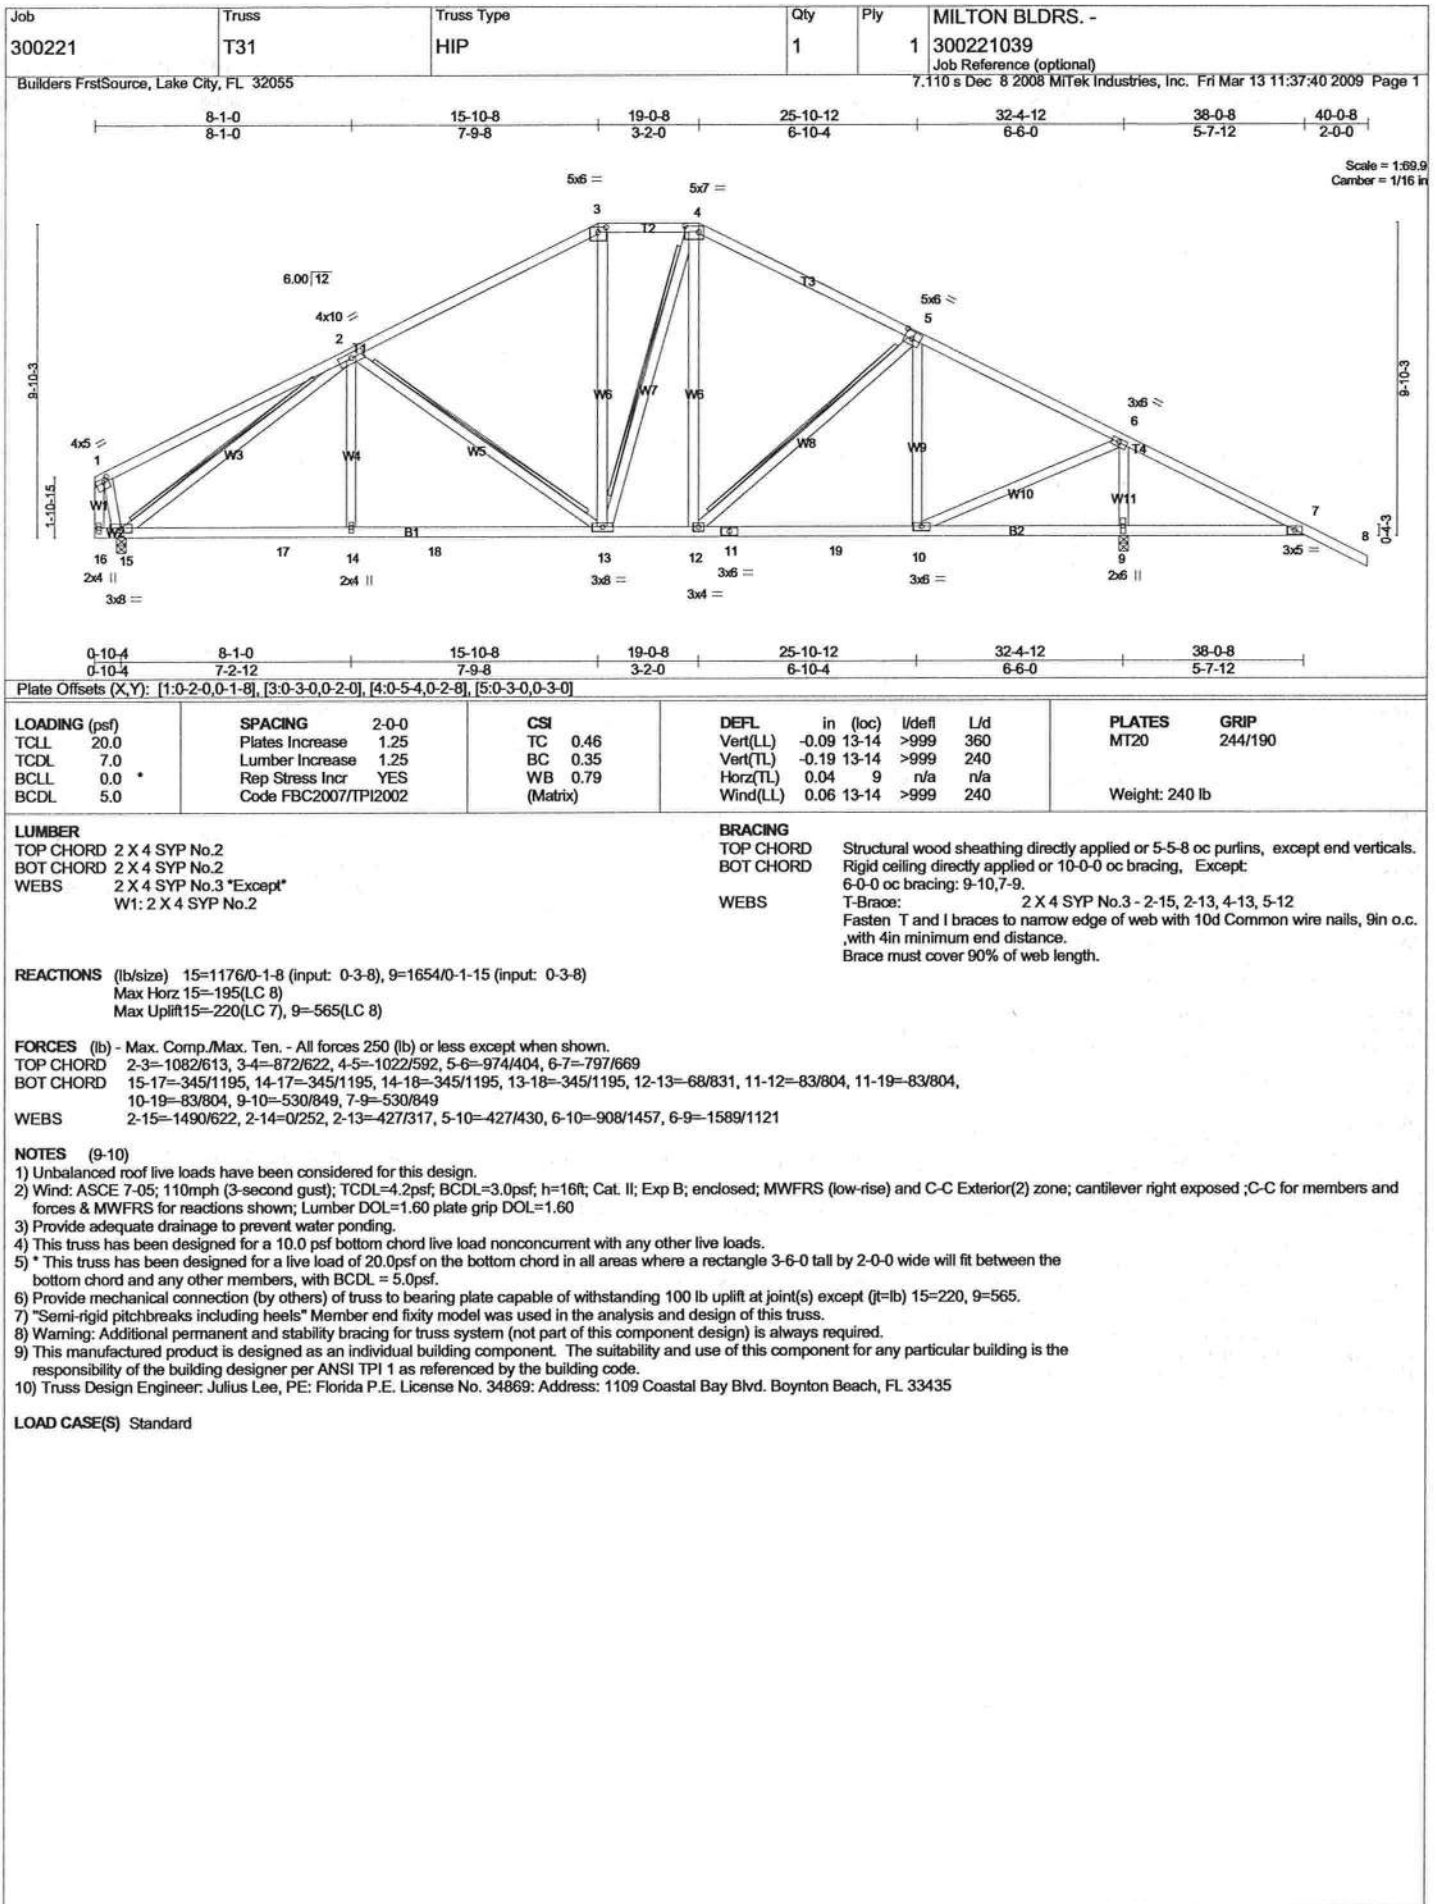 Job Truss Truss Type Qty Ply MILTON BLDRS. -
300221 T31 HIP 1 1 300221039
Job Reference (optional)
Builders FrstSource, Lake City, FL 32055 7.110 s Dec 8 2008 MiTek Industries, Inc. Fri Mar 13 11:37:40 2009 Page 1
8-1-0 15-10-8 19-0-8 25-10-12 32-4-12 38-0-8 40-0-8
8-1-0 7-9-8 3-2-0 6-10-4 6-6-0 5-7-12 2-0-0
Scale = 1:69.9
Camber = 1/16 in
5x6 =
5x7 =
3
4
T2
6.00 12
T3
5x6
5
4x10
2
T1
9-10-3
W6
W7
W6
9-10-3
3x6
6
4x5
1
W3
W4
W5
W8
W9
T4
W10
W11
1-10-15
W1
W2
B1
B2
7
8
0-4-3
16 15 17 14 18 13 12 11 19 10 9
3x5 =
2x4 ||
2x4 ||
3x8 =
3x6 =
3x6 =
2x6 ||
3x8 =
3x4 =
0-10-4 8-1-0 15-10-8 19-0-8 25-10-12 32-4-12 38-0-8
0-10-4 7-2-12 7-9-8 3-2-0 6-10-4 6-6-0 5-7-12
Plate Offsets (X,Y): [1:0-2-0,0-1-8], [3:0-3-0,0-2-0], [4:0-5-4,0-2-8], [5:0-3-0,0-3-0]
LOADING (psf) SPACING 2-0-0 CSI DEFL in (loc) l/defl L/d PLATES GRIP
TCLL 20.0 Plates Increase 1.25 TC 0.46 Vert(LL) -0.09 13-14 >999 360 MT20 244/190
TCDL 7.0 Lumber Increase 1.25 BC 0.35 Vert(TL) -0.19 13-14 >999 240
BCLL 0.0 * Rep Stress Incr YES WB 0.79 Horz(TL) 0.04 9 n/a n/a
BCDL 5.0 Code FBC2007/TPI2002 (Matrix) Wind(LL) 0.06 13-14 >999 240 Weight: 240 lb
LUMBER
TOP CHORD 2 X 4 SYP No.2
BOT CHORD 2 X 4 SYP No.2
WEBS 2 X 4 SYP No.3 *Except*
W1: 2 X 4 SYP No.2
BRACING
TOP CHORD Structural wood sheathing directly applied or 5-5-8 oc purlins, except end verticals.
BOT CHORD Rigid ceiling directly applied or 10-0-0 oc bracing, Except:
6-0-0 oc bracing: 9-10,7-9.
WEBS T-Brace: 2 X 4 SYP No.3 - 2-15, 2-13, 4-13, 5-12
Fasten T and I braces to narrow edge of web with 10d Common wire nails, 9in o.c.
,with 4in minimum end distance.
Brace must cover 90% of web length.
REACTIONS (lb/size) 15=1176/0-1-8 (input: 0-3-8), 9=1654/0-1-15 (input: 0-3-8)
Max Horz 15=-195(LC 8)
Max Uplift15=-220(LC 7), 9=-565(LC 8)
FORCES (lb) - Max. Comp./Max. Ten. - All forces 250 (lb) or less except when shown.
TOP CHORD 2-3=-1082/613, 3-4=-872/622, 4-5=-1022/592, 5-6=-974/404, 6-7=-797/669
BOT CHORD 15-17=-345/1195, 14-17=-345/1195, 14-18=-345/1195, 13-18=-345/1195, 12-13=-68/831, 11-12=-83/804, 11-19=-83/804,
10-19=-83/804, 9-10=-530/849, 7-9=-530/849
WEBS 2-15=-1490/622, 2-14=0/252, 2-13=-427/317, 5-10=-427/430, 6-10=-908/1457, 6-9=-1589/1121
NOTES (9-10)
1) Unbalanced roof live loads have been considered for this design.
2) Wind: ASCE 7-05; 110mph (3-second gust); TCDL=4.2psf; BCDL=3.0psf; h=16ft; Cat. II; Exp B; enclosed; MWFRS (low-rise) and C-C Exterior(2) zone; cantilever right exposed ;C-C for members and
forces & MWFRS for reactions shown; Lumber DOL=1.60 plate grip DOL=1.60
3) Provide adequate drainage to prevent water ponding.
4) This truss has been designed for a 10.0 psf bottom chord live load nonconcurrent with any other live loads.
5) * This truss has been designed for a live load of 20.0psf on the bottom chord in all areas where a rectangle 3-6-0 tall by 2-0-0 wide will fit between the
bottom chord and any other members, with BCDL = 5.0psf.
6) Provide mechanical connection (by others) of truss to bearing plate capable of withstanding 100 lb uplift at joint(s) except (jt=lb) 15=220, 9=565.
7) "Semi-rigid pitchbreaks including heels" Member end fixity model was used in the analysis and design of this truss.
8) Warning: Additional permanent and stability bracing for truss system (not part of this component design) is always required.
9) This manufactured product is designed as an individual building component. The suitability and use of this component for any particular building is the
responsibility of the building designer per ANSI TPI 1 as referenced by the building code.
10) Truss Design Engineer: Julius Lee, PE: Florida P.E. License No. 34869: Address: 1109 Coastal Bay Blvd. Boynton Beach, FL 33435
LOAD CASE(S) Standard